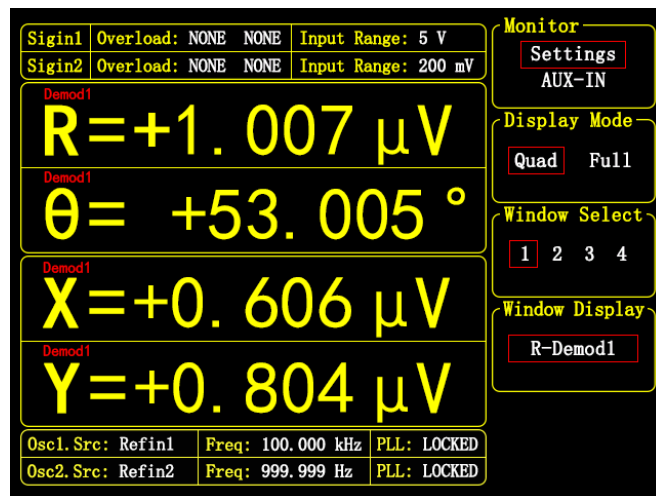 Sigin1 Overload: NONE NONE Input Range: 5 V
Sigin2 Overload: NONE NONE Input Range: 200 mV
Demod1
R=+1.007 μV
Demod1
θ= +53.005 °
Demod1
X=+0.606 μV
Demod1
Y=+0.804 μV
Osc1.Src: Refin1 Freq: 100.000 kHz PLL: LOCKED
Osc2.Src: Refin2 Freq: 999.999 Hz PLL: LOCKED
Monitor
Settings
AUX-IN
Display Mode
Quad Full
Window Select
1 2 3 4
Window Display
R-Demod1